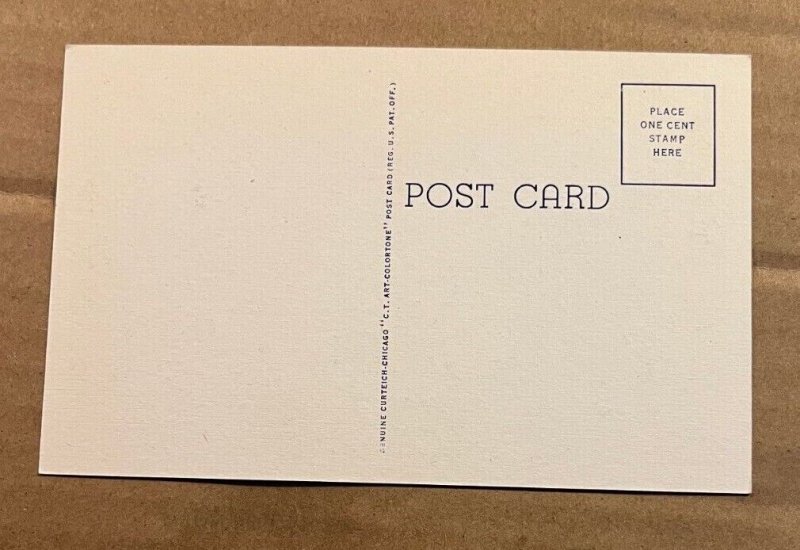 GENUINE CURTEICH-CHICAGO "C.T. ART-COLORTONE" POST CARD (REG. U.S. PAT. OFF.)
POST CARD
PLACE
ONE CENT
STAMP
HERE